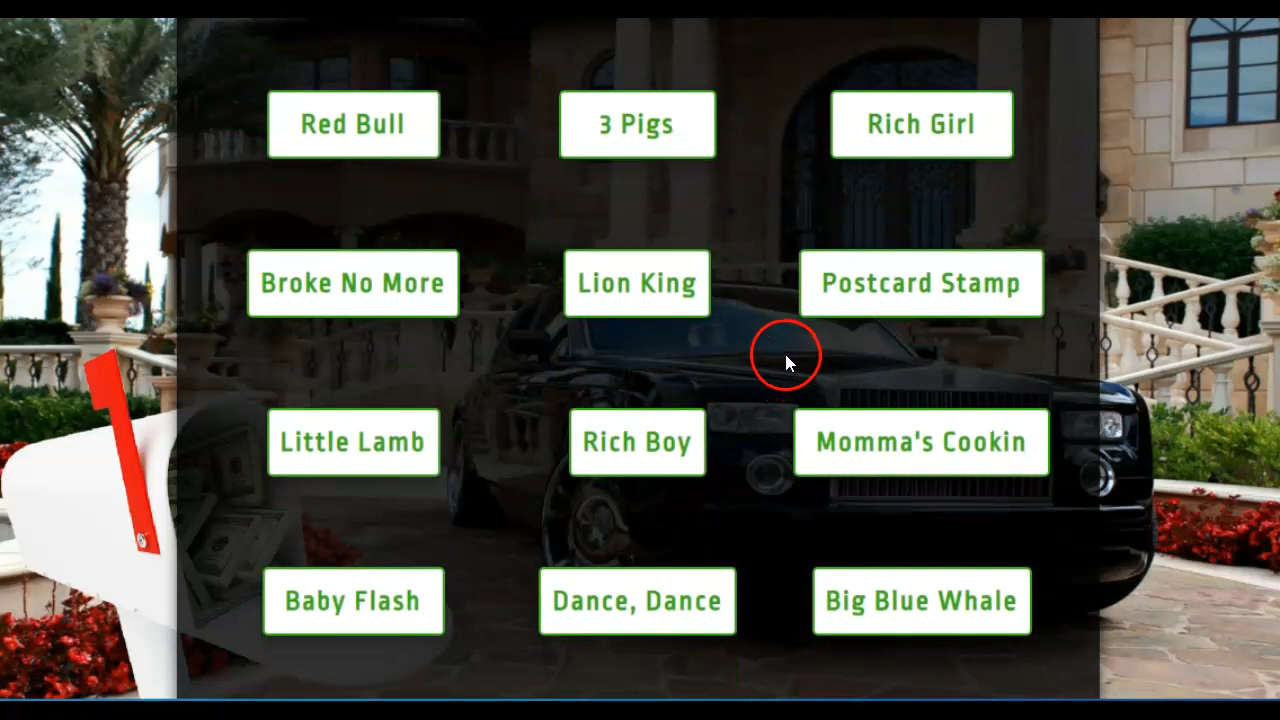 Red Bull
3 Pigs
Rich Girl
Broke No More
Lion King
Postcard Stamp
Little Lamb
Rich Boy
Momma's Cookin
Baby Flash
Dance, Dance
Big Blue Whale